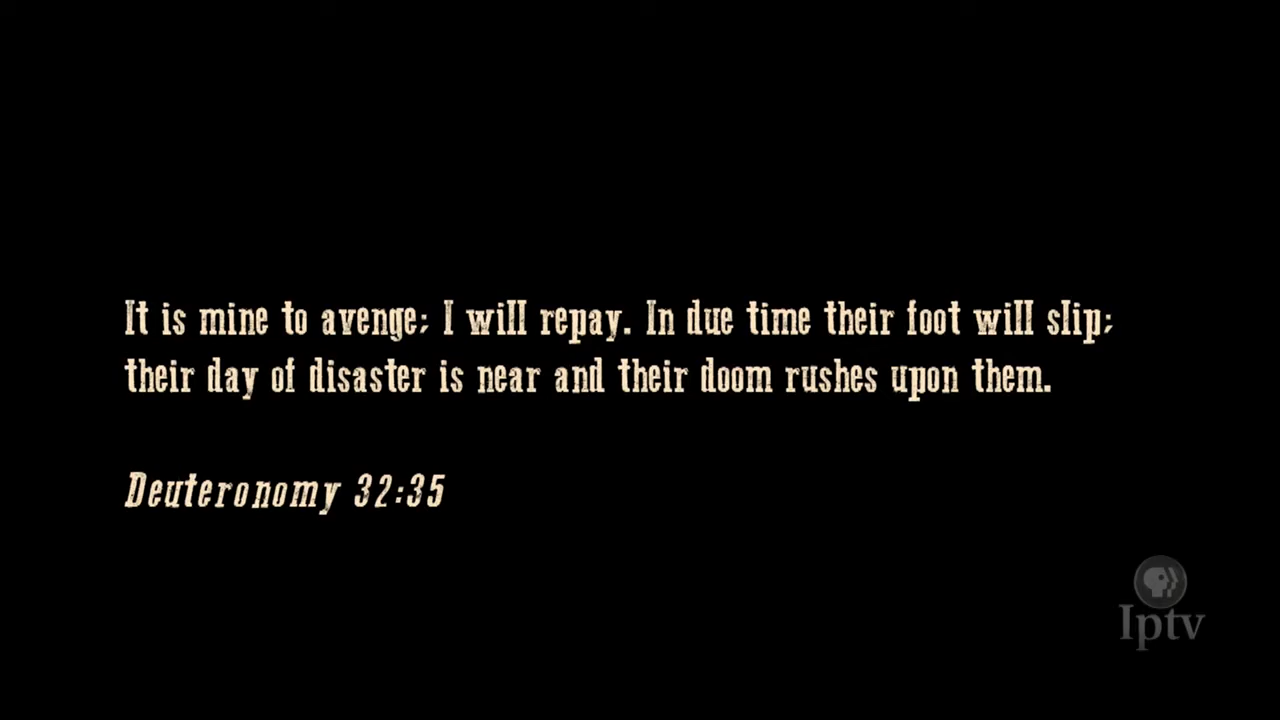 It is mine to avenge; I will repay. In due time their foot will slip;
their day of disaster is near and their doom rushes upon them.
Deuteronomy 32:35
Iptv